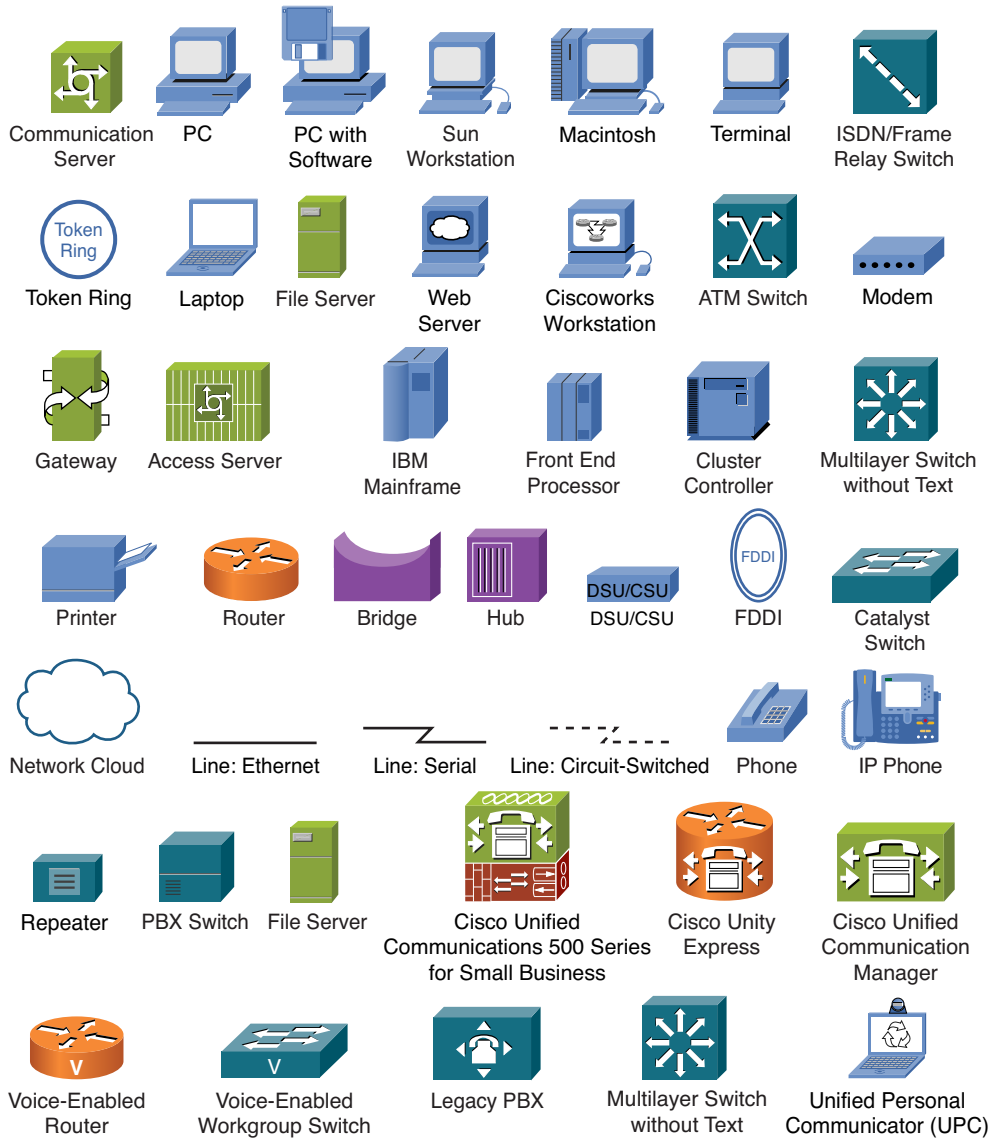 Communication
Server
PC
PC with
Software
Sun
Workstation
Macintosh
Terminal
ISDN/Frame
Relay Switch
Token
Ring
Token Ring
Laptop
File Server
Web
Server
Ciscoworks
Workstation
ATM Switch
Modem
Gateway
Access Server
IBM
Mainframe
Front End
Processor
Cluster
Controller
Multilayer Switch
without Text
Printer
Router
Bridge
Hub
DSU/CSU
DSU/CSU
FDDI
FDDI
Catalyst
Switch
Network Cloud
Line: Ethernet
Line: Serial
Line: Circuit-Switched
Phone
IP Phone
Repeater
PBX Switch
File Server
Cisco Unified
Communications 500 Series
for Small Business
Cisco Unity
Express
Cisco Unified
Communication
Manager
V
Voice-Enabled
Router
V
Voice-Enabled
Workgroup Switch
Legacy PBX
Multilayer Switch
without Text
Unified Personal
Communicator (UPC)